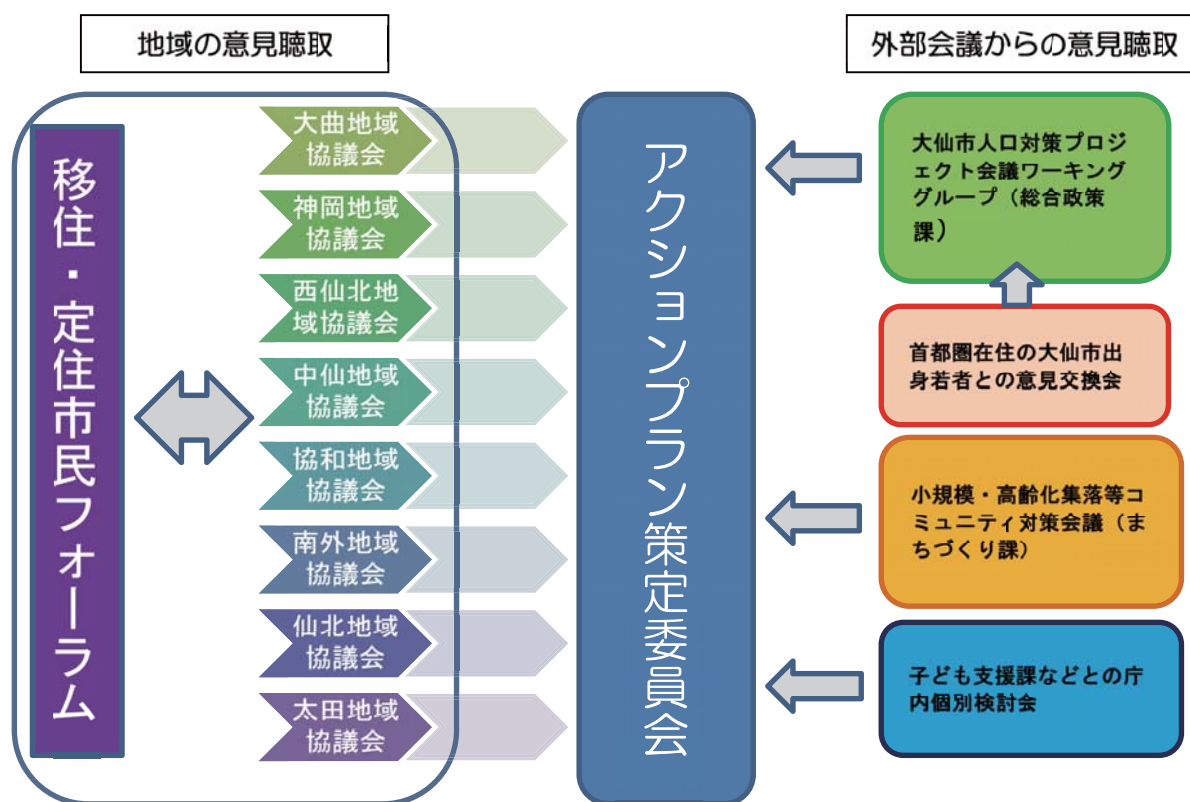 地域の意見聴取
移住・定住市民フォーラム
大曲地域
協議会
神岡地域
協議会
西仙北地
域協議会
中仙地域
協議会
協和地域
協議会
南外地域
協議会
仙北地域
協議会
太田地域
協議会
アクションプラン策定委員会
外部会議からの意見聴取
大仙市人口対策プロジ
ェクト会議ワーキング
グループ（総合政策
課）
首都圏在住の大仙市出
身若者との意見交換会
小規模・高齢化集落等コ
ミュニティ対策会議（ま
ちづくり課）
子ども支援課などとの庁
内個別検討会